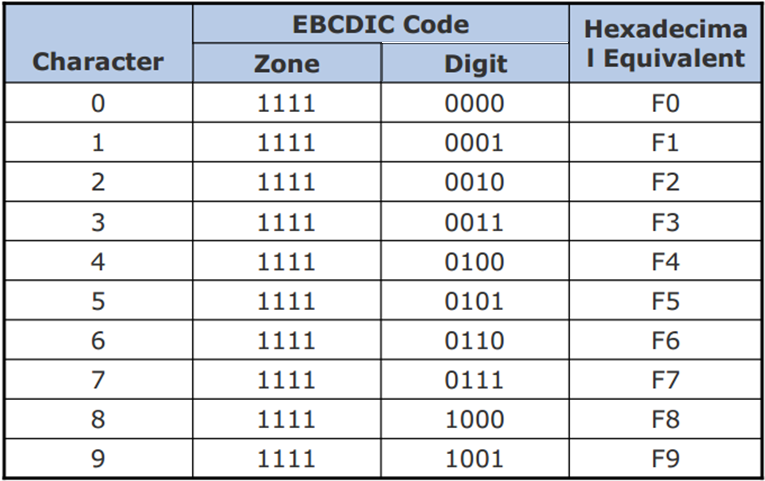 Character EBCDIC Code Hexadecima
l Equivalent
Zone Digit
0 1111 0000 F0
1 1111 0001 F1
2 1111 0010 F2
3 1111 0011 F3
4 1111 0100 F4
5 1111 0101 F5
6 1111 0110 F6
7 1111 0111 F7
8 1111 1000 F8
9 1111 1001 F9